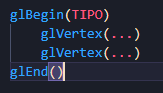 glBegin(TIPO)
    glVertex(...)
    glVertex(...)
glEnd()